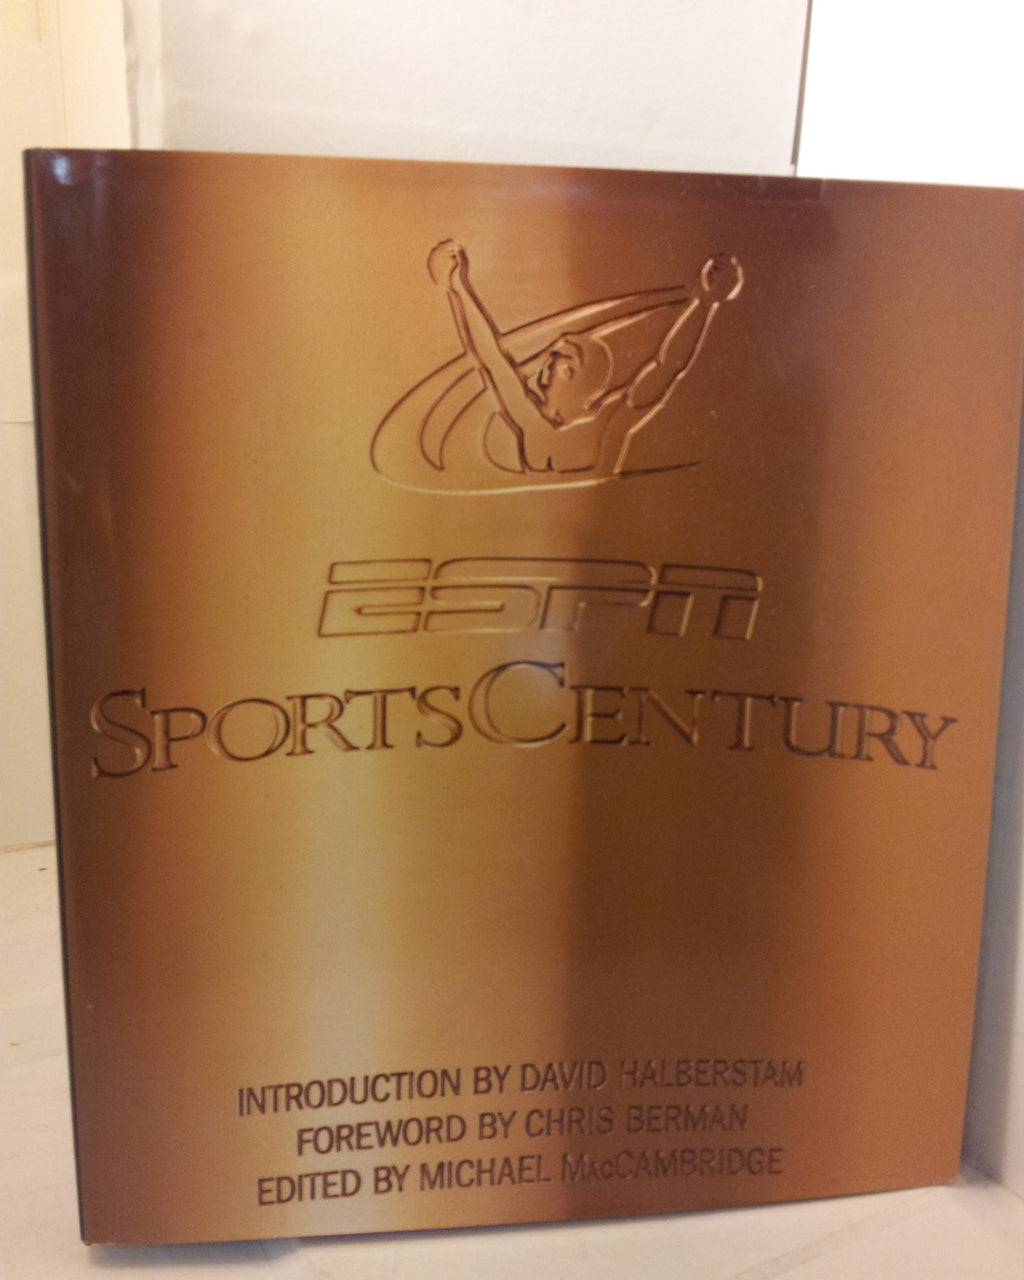 ESPN
SPORTSCENTURY
INTRODUCTION BY DAVID HALBERSTAM
FOREWORD BY CHRIS BERMAN
EDITED BY MICHAEL MACCAMBRIDGE